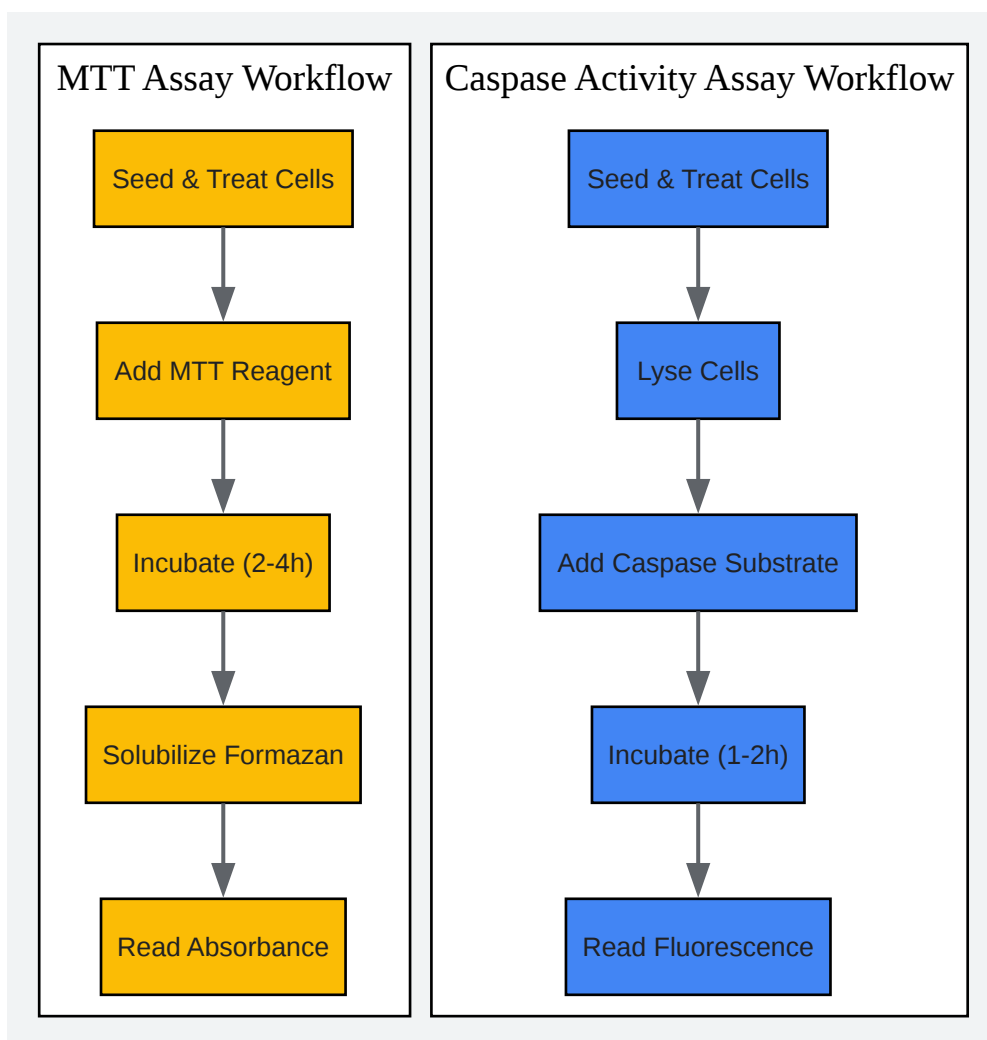 MTT Assay Workflow
Seed & Treat Cells
Add MTT Reagent
Incubate (2-4h)
Solubilize Formazan
Read Absorbance
Caspase Activity Assay Workflow
Seed & Treat Cells
Lyse Cells
Add Caspase Substrate
Incubate (1-2h)
Read Fluorescence